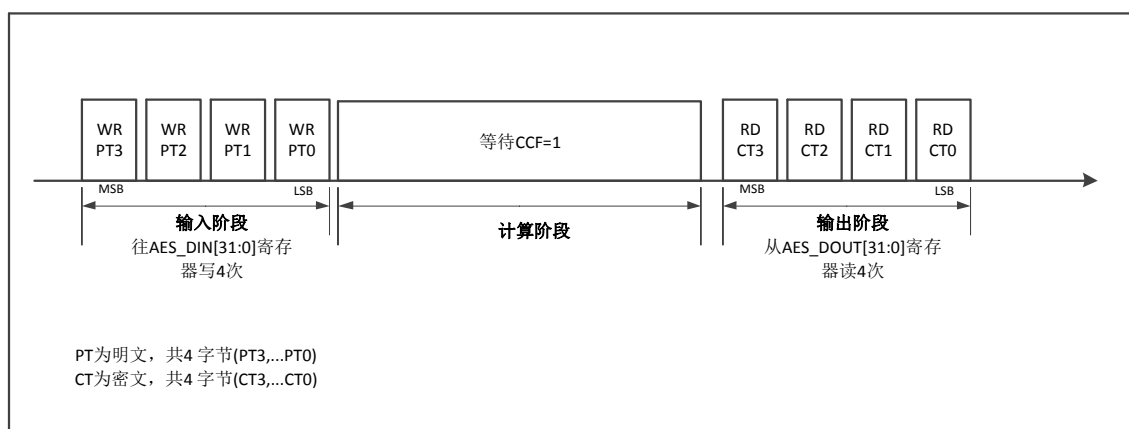 WR
PT3
WR
PT2
WR
PT1
WR
PT0
等待CCF=1
RD
CT3
RD
CT2
RD
CT1
RD
CT0
MSB
LSB
MSB
LSB
输入阶段
往AES_DIN[31:0]寄存
器写4次
计算阶段
输出阶段
从AES_DOUT[31:0]寄存
器读4次
PT为明文，共4 字节(PT3,...PT0)
CT为密文，共4 字节(CT3,...CT0)